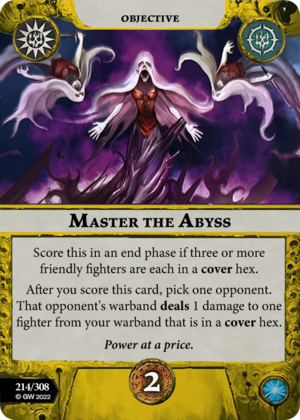 OBJECTIVE
MASTER THE ABYSS
Score this in an end phase if three or more
friendly fighters are each in a cover hex.
After you score this card, pick one opponent.
That opponent's warband deals 1 damage to one
fighter from your warband that is in a cover hex.
Power at a price.
214/308
© GW 2022
2